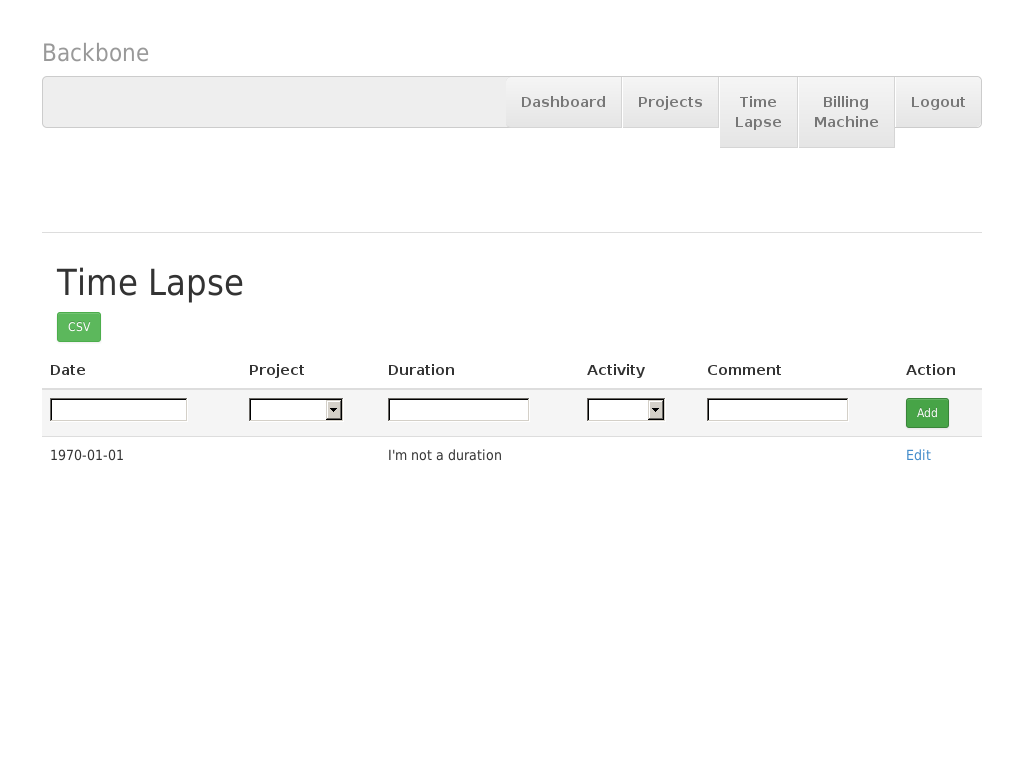 Backbone
Dashboard Projects Time Lapse Billing Machine Logout
Time Lapse
CSV
Date Project Duration Activity Comment Action
Add
1970-01-01 I'm not a duration Edit